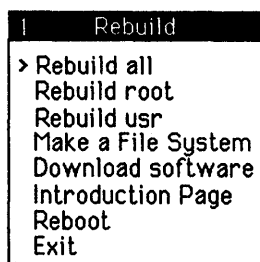 1 Rebuild
> Rebuild all
Rebuild root
Rebuild usr
Make a File System
Download software
Introduction Page
Reboot
Exit